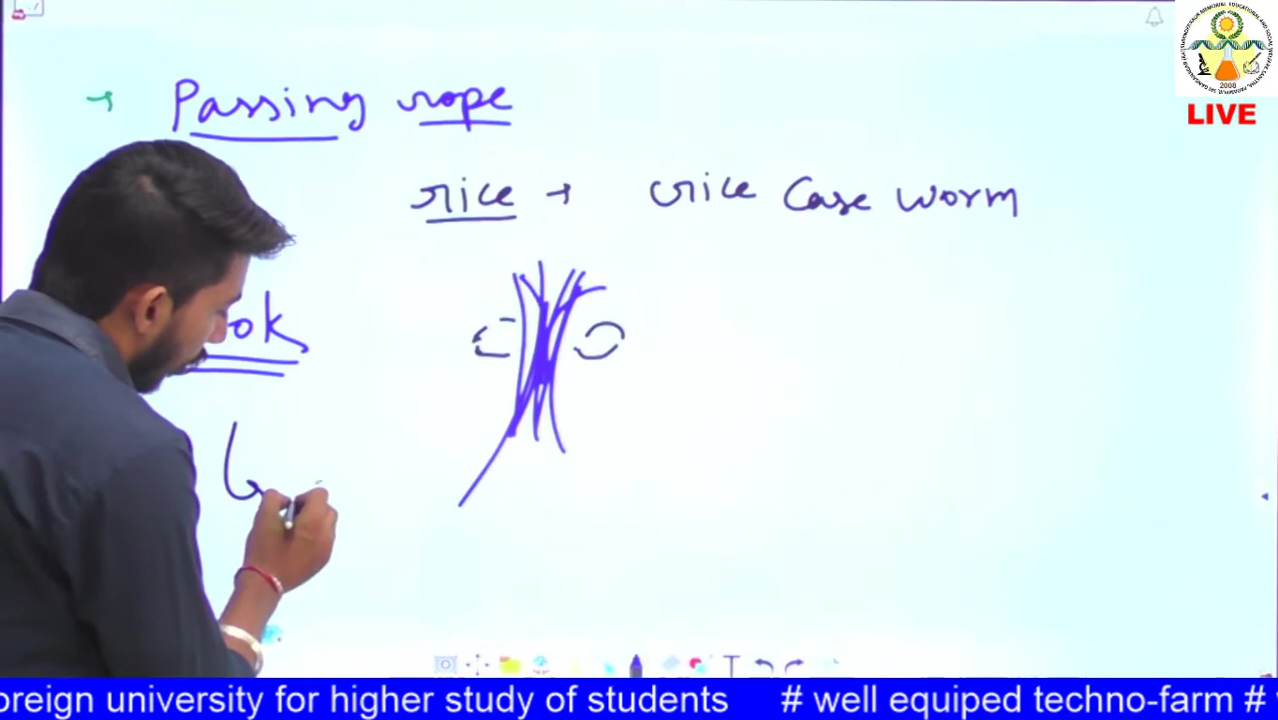 → Passing rope
rice → rice Case worm
ok
2008
LIVE
oreign university for higher study of students # well equiped techno-farm #